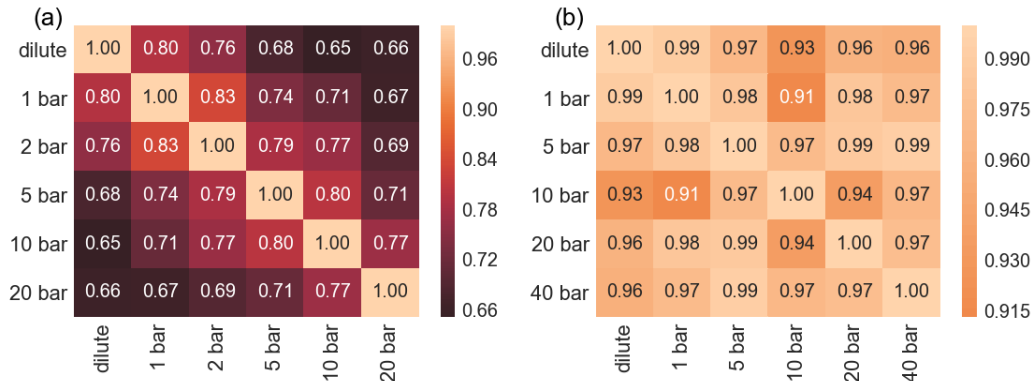 (a)
dilute 1.00 0.80 0.76 0.68 0.65 0.66
1 bar 0.80 1.00 0.83 0.74 0.71 0.67
2 bar 0.76 0.83 1.00 0.79 0.77 0.69
5 bar 0.68 0.74 0.79 1.00 0.80 0.71
10 bar 0.65 0.71 0.77 0.80 1.00 0.77
20 bar 0.66 0.67 0.69 0.71 0.77 1.00
dilute 1 bar 2 bar 5 bar 10 bar 20 bar
0.96
0.90
0.84
0.78
0.72
0.66
(b)
dilute 1.00 0.99 0.97 0.93 0.96 0.96
1 bar 0.99 1.00 0.98 0.91 0.98 0.97
5 bar 0.97 0.98 1.00 0.97 0.99 0.99
10 bar 0.93 0.91 0.97 1.00 0.94 0.97
20 bar 0.96 0.98 0.99 0.94 1.00 0.97
40 bar 0.96 0.97 0.99 0.97 0.97 1.00
dilute 1 bar 5 bar 10 bar 20 bar 40 bar
0.990
0.975
0.960
0.945
0.930
0.915